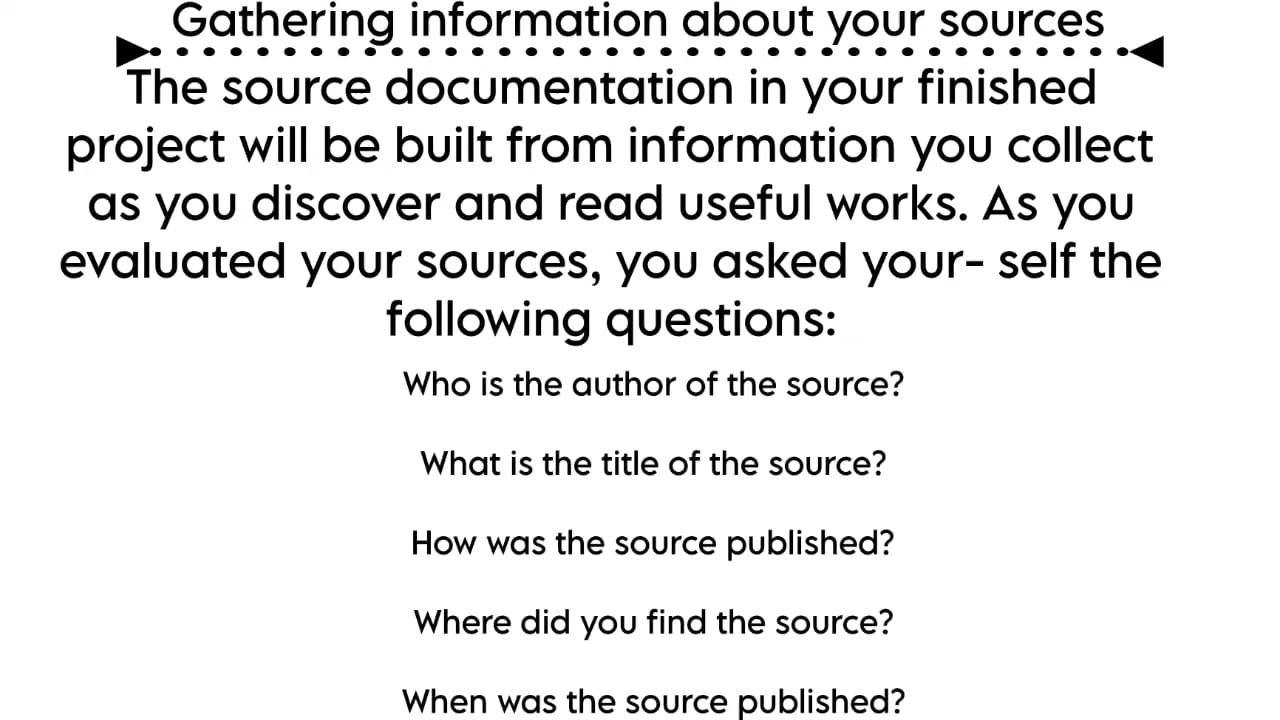 Gathering information about your sources
The source documentation in your finished
project will be built from information you collect
as you discover and read useful works. As you
evaluated your sources, you asked your- self the
following questions:
Who is the author of the source?
What is the title of the source?
How was the source published?
Where did you find the source?
When was the source published?